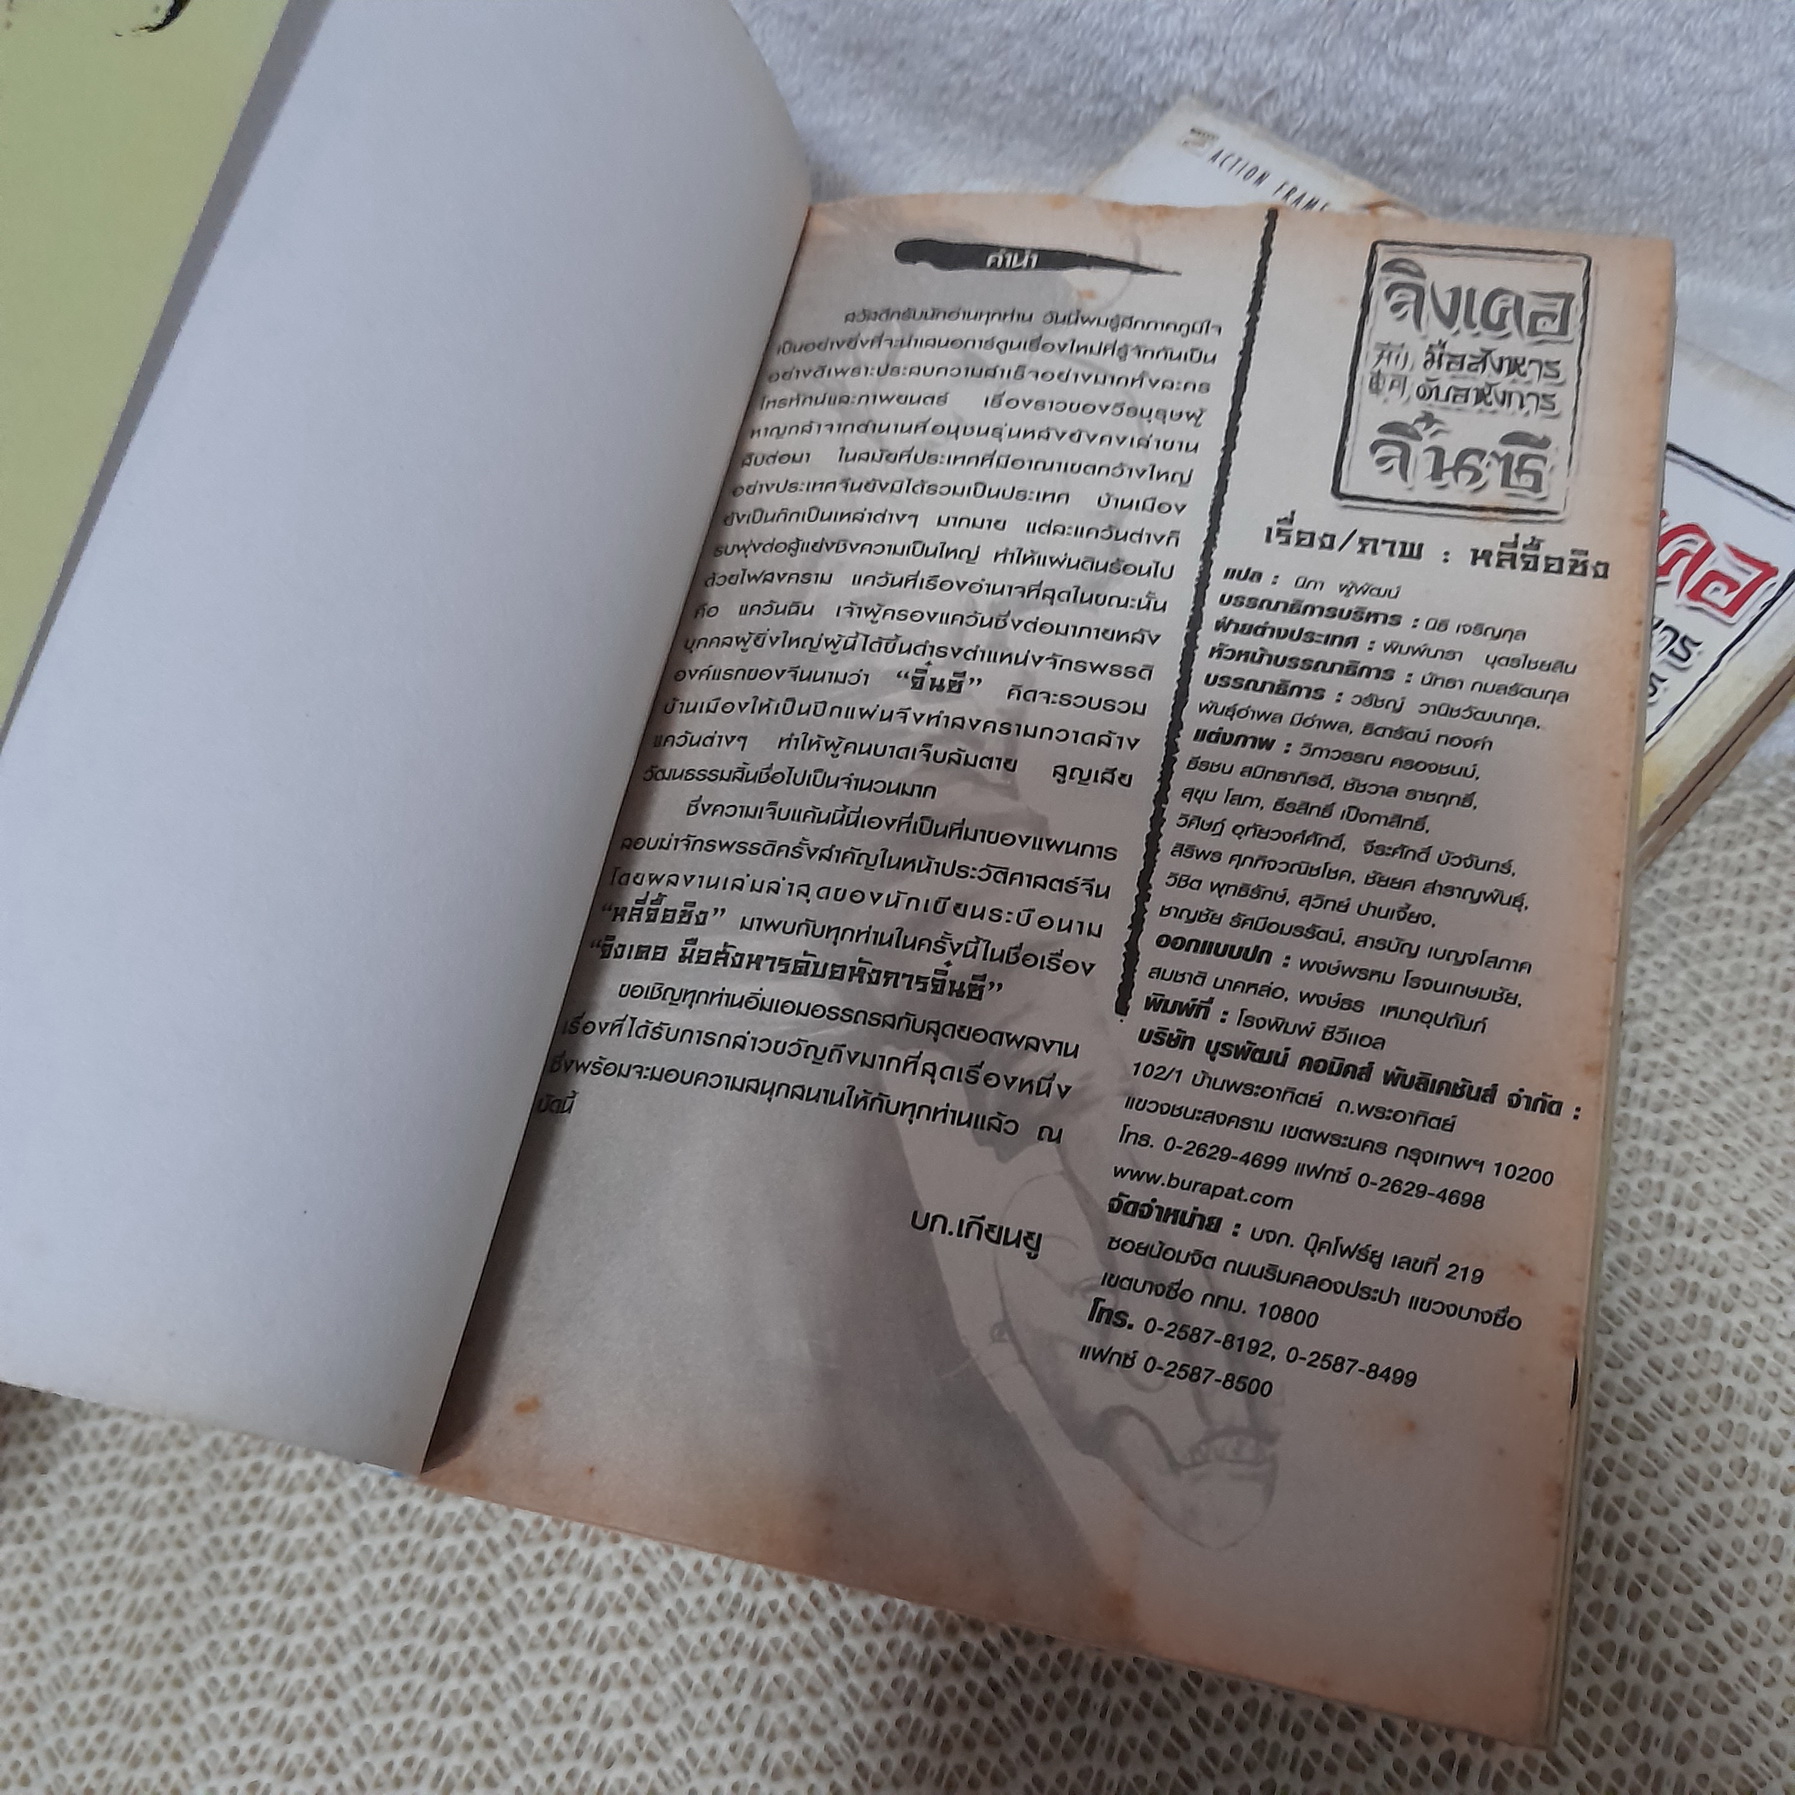 ACTION FRAME
คำนำ
สวัสดีครับนักอ่านทุกท่าน วันนี้ผมรู้สึกภาคภูมิใจ
เป็นอย่างยิ่งที่จะนำเสนอการ์ตูนเรื่องใหม่ที่รู้จักกันเป็น
อย่างดีเพราะประสบความสำเร็จอย่างมากทั้งละคร
โทรทัศน์และภาพยนตร์ เรื่องราวของวีรบุรุษผู้
หาญกล้าจากตำนานที่อนุชนรุ่นหลังยังคงเล่าขาน
สืบต่อมา ในสมัยที่ประเทศที่มีอาณาเขตกว้างใหญ่
อย่างประเทศจีนยังมิได้รวมเป็นประเทศ บ้านเมือง
ยังเป็นก๊กเป็นเหล่าต่างๆ มากมาย แต่ละแคว้นต่างก็
รบพุ่งต่อสู้แย่งชิงความเป็นใหญ่ ทำให้แผ่นดินร้อนไป
ด้วยไฟสงคราม แคว้นที่เรืองอำนาจที่สุดในขณะนั้น
คือ แคว้นฉิน เจ้าผู้ครองแคว้นซึ่งต่อมาภายหลัง
บุคคลผู้ยิ่งใหญ่ผู้นี้ได้ขึ้นดำรงตำแหน่งจักรพรรดิ
องค์แรกของจีนนามว่า “จิ๋นซี” คิดจะรวบรวม
บ้านเมืองให้เป็นปึกแผ่นจึงทำสงครามกวาดล้าง
แคว้นต่างๆ ทำให้ผู้คนบาดเจ็บล้มตาย สูญเสีย
วัฒนธรรมสิ้นชื่อไปเป็นจำนวนมาก
ซึ่งความเจ็บแค้นนี้นี่เองที่เป็นที่มาของแผนการ
ลอบฆ่าจักรพรรดิครั้งสำคัญในหน้าประวัติศาสตร์จีน
โดยผลงานเล่มล่าสุดของนักเขียนระบือนาม
“หลี่จื้อชิง” มาพบกับทุกท่านในครั้งนี้ในชื่อเรื่อง
“จิงเคอ มือสังหารดับอหังการจิ๋นซี”
ขอเชิญทุกท่านอิ่มเอมอรรถรสกับสุดยอดผลงาน
เรื่องที่ได้รับการกล่าวขวัญถึงมากที่สุดเรื่องหนึ่ง
ซึ่งพร้อมจะมอบความสนุกสนานให้กับทุกท่านแล้ว ณ
บัดนี้
บก.เกียนยู
จิงเคอ
มือสังหาร
ดับอหังการ
จิ๋นซี
เรื่อง/ภาพ : หลี่จื้อชิง
แปล : นิภา
บรรณาธิการบริหาร : นิธิ เจริญกุล
ฝ่ายต่างประเทศ : พิมพ์นารา บุตรไชยสิน
หัวหน้าบรรณาธิการ : นัทธา กมลรัตนกุล
บรรณาธิการ : วรัชญ์ วานิชวัฒนากุล,
พันธุ์อำพล มีอำพล, ธิดารัตน์ ทองคำ
แต่งภาพ : วิภาวรรณ ครองชนม์,
ธีรชน สมิทธาภิรดี, ชัชวาล ราชฤทธิ์,
สุขุม โสภา, ธีรสิทธิ์ เป็งกาสิทธิ์,
วิศิษฎ์ อุทัยวงศ์ศักดิ์, จีระศักดิ์ บัวจันทร์,
สิริพร ศุภกิจวณิชโชค, ชัยยศ สำราญพันธุ์,
วิชิต พุทธิรักษ์, สุวิทย์ ปานเจี้ยง,
ชาญชัย รัศมีอมรรัตน์, สารบัญ เบญจโสภาค
ออกแบบปก : พงษ์พรหม โรจนเกษมชัย,
สมชาติ นาคหล่อ, พงษ์ธร เหมาอุปถัมภ์
พิมพ์ที่ : โรงพิมพ์ ซีวีแอล
บริษัท บูรพัฒน์ คอมิคส์ พับลิเคชันส์ จำกัด :
102/1 บ้านพระอาทิตย์ ถ.พระอาทิตย์
แขวงชนะสงคราม เขตพระนคร กรุงเทพฯ 10200
โทร. 0-2629-4699 แฟกซ์ 0-2629-4698
www.burapat.com
จัดจำหน่าย : บจก. บุ๊คโฟร์ยู เลขที่ 219
ซอยน้อมจิต ถนนริมคลองประปา แขวงบางซื่อ
เขตบางซื่อ กทม. 10800
โทร. 0-2587-8192, 0-2587-8499
แฟกซ์ 0-2587-8500